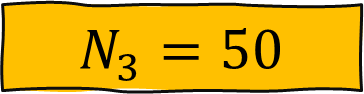 N₃ = 50